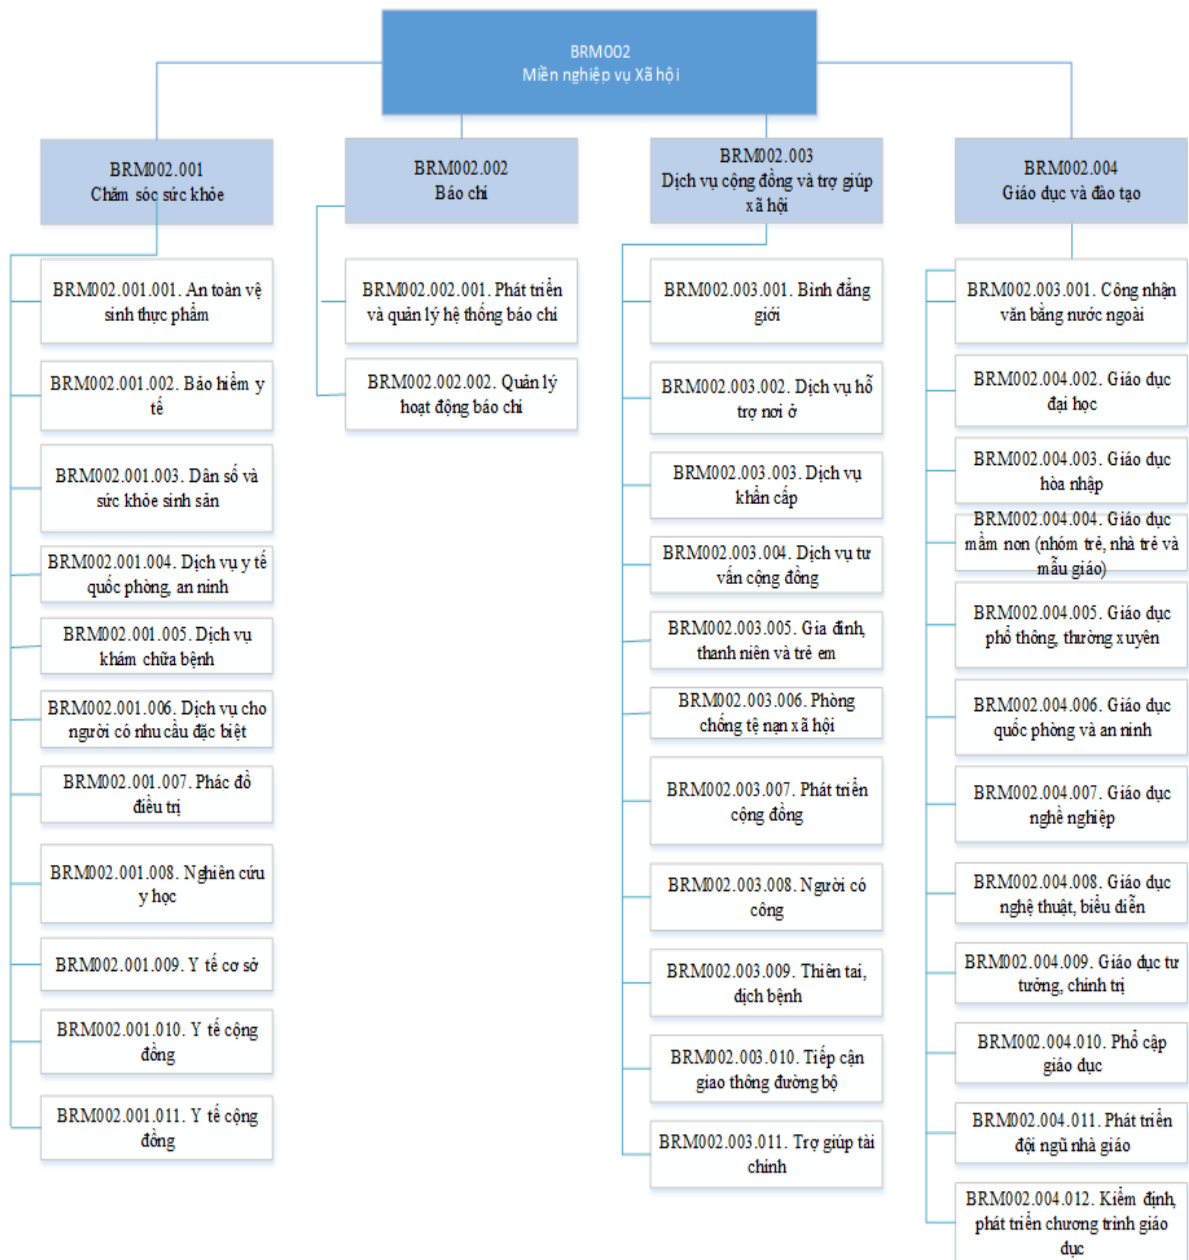 BRM002
Miền nghiệp vụ Xã hội
BRM002.001
Chăm sóc sức khỏe
BRM002.001.001. An toàn vệ
sinh thực phẩm
BRM002.001.002. Bảo hiểm y
tế
BRM002.001.003. Dân số và
sức khỏe sinh sản
BRM002.001.004. Dịch vụ y tế
quốc phòng, an ninh
BRM002.001.005. Dịch vụ
khám chữa bệnh
BRM002.001.006. Dịch vụ cho
người có nhu cầu đặc biệt
BRM002.001.007. Phác đồ
điều trị
BRM002.001.008. Nghiên cứu
y học
BRM002.001.009. Y tế cơ sở
BRM002.001.010. Y tế cộng
đồng
BRM002.001.011. Y tế cộng
đồng
BRM002.002
Báo chí
BRM002.002.001. Phát triển
và quản lý hệ thống báo chí
BRM002.002.002. Quản lý
hoạt động báo chí
BRM002.003
Dịch vụ cộng đồng và trợ giúp
xã hội
BRM002.003.001. Bình đẳng
giới
BRM002.003.002. Dịch vụ hỗ
trợ nơi ở
BRM002.003.003. Dịch vụ
khẩn cấp
BRM002.003.004. Dịch vụ tư
vấn cộng đồng
BRM002.003.005. Gia đình,
thanh niên và trẻ em
BRM002.003.006. Phòng
chống tệ nạn xã hội
BRM002.003.007. Phát triển
cộng đồng
BRM002.003.008. Người có
công
BRM002.003.009. Thiên tai,
dịch bệnh
BRM002.003.010. Tiếp cận
giao thông đường bộ
BRM002.003.011. Trợ giúp tài
chính
BRM002.004
Giáo dục và đào tạo
BRM002.003.001. Công nhận
văn bằng nước ngoài
BRM002.004.002. Giáo dục
đại học
BRM002.004.003. Giáo dục
hòa nhập
BRM002.004.004. Giáo dục
mầm non (nhóm trẻ, nhà trẻ và
mẫu giáo)
BRM002.004.005. Giáo dục
phổ thông, thường xuyên
BRM002.004.006. Giáo dục
quốc phòng và an ninh
BRM002.004.007. Giáo dục
nghề nghiệp
BRM002.004.008. Giáo dục
nghệ thuật, biểu diễn
BRM002.004.009. Giáo dục tư
tưởng, chính trị
BRM002.004.010. Phổ cập
giáo dục
BRM002.004.011. Phát triển
đội ngũ nhà giáo
BRM002.004.012. Kiểm định,
phát triển chương trình giáo
dục